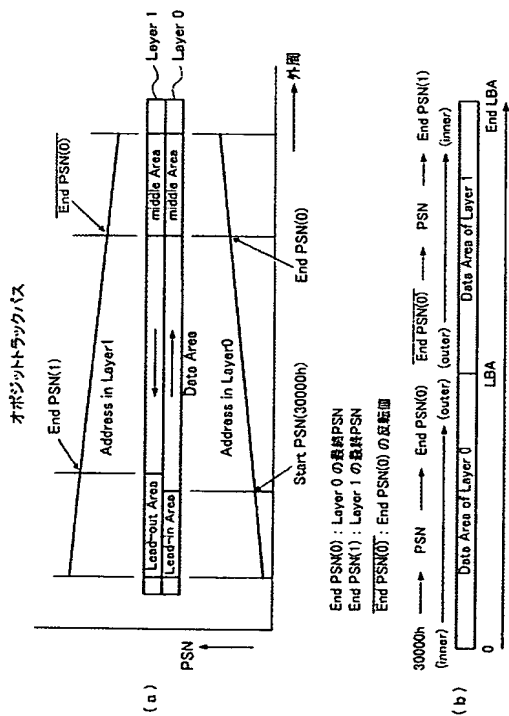 オポジットトラックパス
(a)
PSN
End PSN(1)
End PSN(0)
Address in Layer1
Layer 1
Layer 0
Lead-out Area
middle Area
Lead-in Area
middle Area
Data Area
外周
Address in Layer0
Start PSN(30000h)
End PSN(0)
End PSN(0) : Layer 0 の最終PSN
End PSN(1) : Layer 1 の最終PSN
End PSN(0) : End PSN(0) の反転値
(b)
30000h PSN End PSN(0) End PSN(0) PSN End PSN(1)
(inner) (outer) (outer) (inner)
Data Area of Layer 0 Data Area of Layer 1
0 LBA End LBA